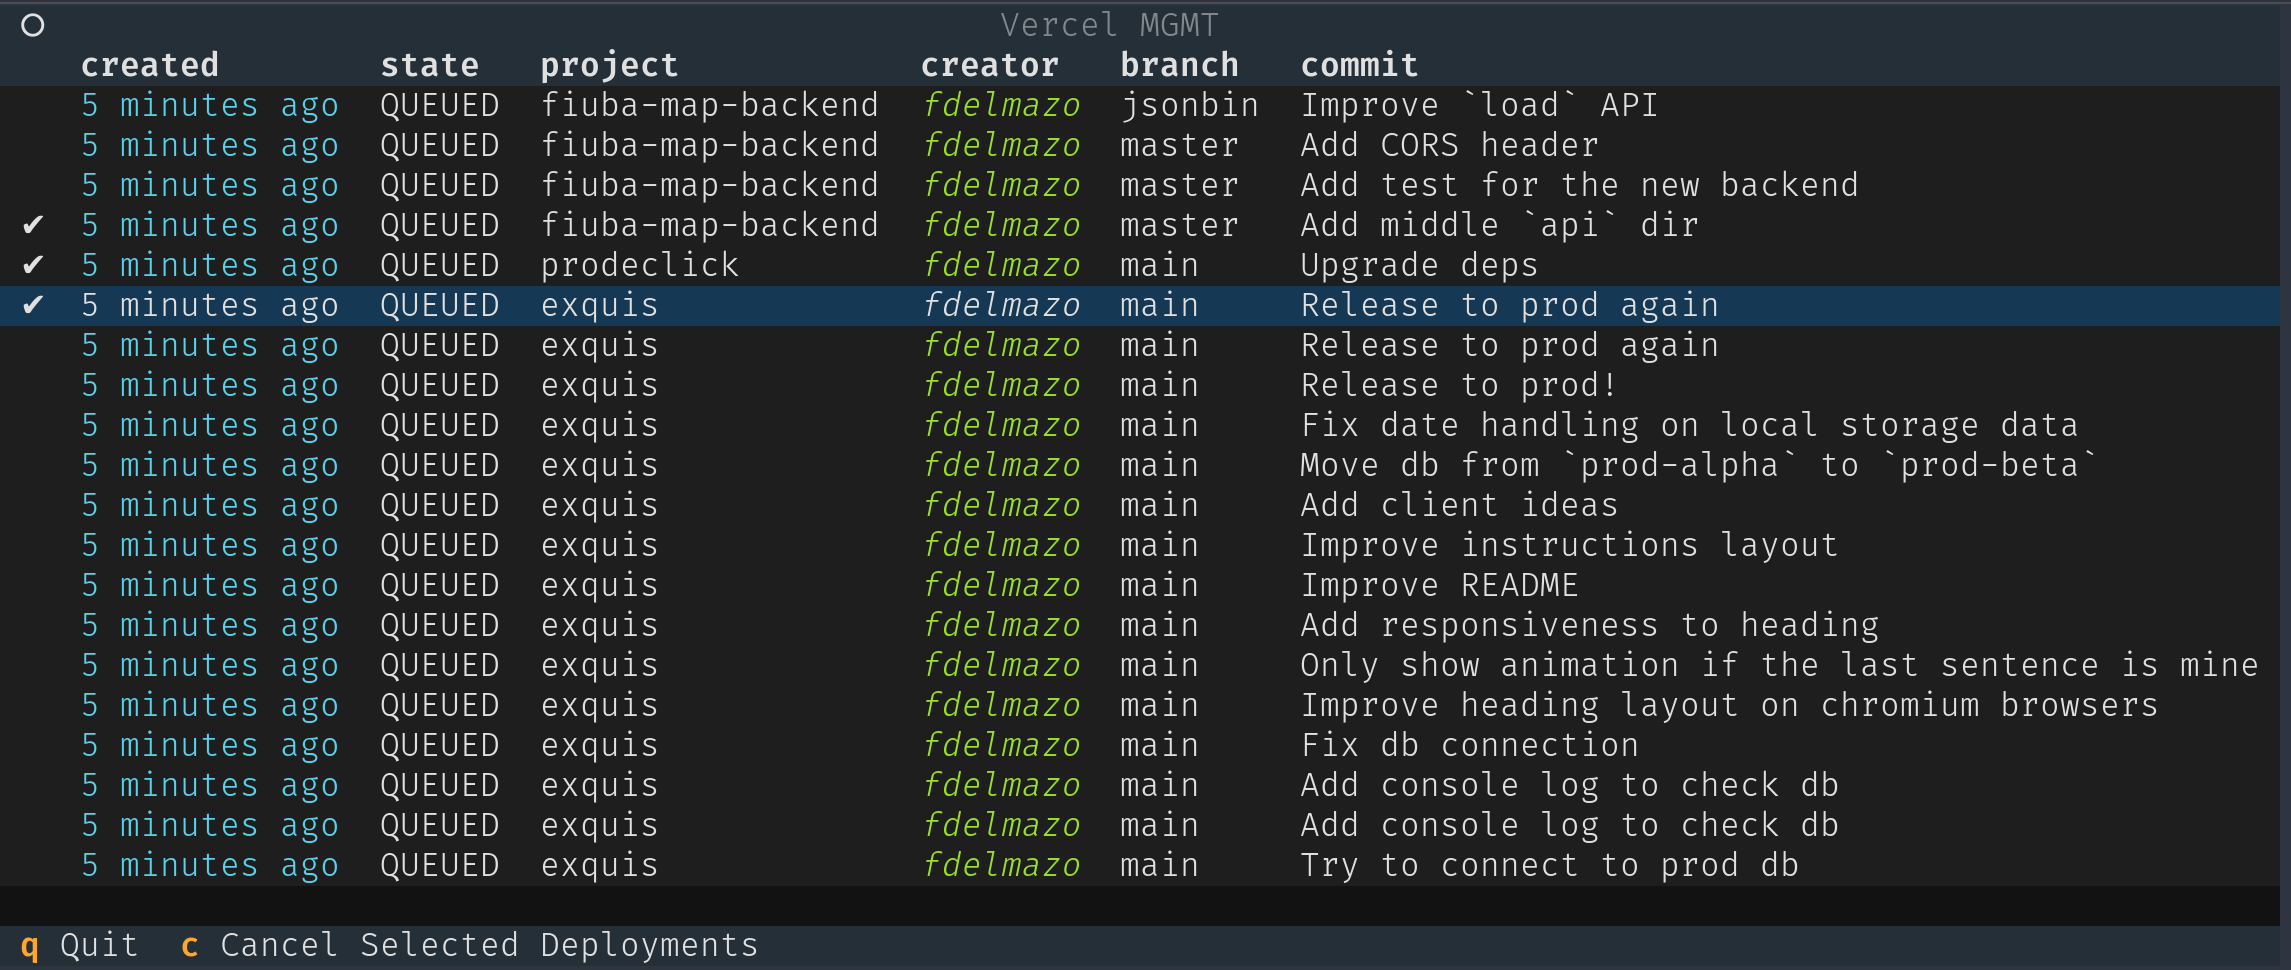 Vercel MGMT
created state project creator branch commit
5 minutes ago QUEUED fiuba-map-backend fdelmazo jsonbin Improve `load` API
5 minutes ago QUEUED fiuba-map-backend fdelmazo master Add CORS header
5 minutes ago QUEUED fiuba-map-backend fdelmazo master Add test for the new backend
✔ 5 minutes ago QUEUED fiuba-map-backend fdelmazo master Add middle `api` dir
✔ 5 minutes ago QUEUED prodeclick fdelmazo main Upgrade deps
✔ 5 minutes ago QUEUED exquis fdelmazo main Release to prod again
5 minutes ago QUEUED exquis fdelmazo main Release to prod again
5 minutes ago QUEUED exquis fdelmazo main Release to prod!
5 minutes ago QUEUED exquis fdelmazo main Fix date handling on local storage data
5 minutes ago QUEUED exquis fdelmazo main Move db from `prod-alpha` to `prod-beta`
5 minutes ago QUEUED exquis fdelmazo main Add client ideas
5 minutes ago QUEUED exquis fdelmazo main Improve instructions layout
5 minutes ago QUEUED exquis fdelmazo main Improve README
5 minutes ago QUEUED exquis fdelmazo main Add responsiveness to heading
5 minutes ago QUEUED exquis fdelmazo main Only show animation if the last sentence is mine
5 minutes ago QUEUED exquis fdelmazo main Improve heading layout on chromium browsers
5 minutes ago QUEUED exquis fdelmazo main Fix db connection
5 minutes ago QUEUED exquis fdelmazo main Add console log to check db
5 minutes ago QUEUED exquis fdelmazo main Add console log to check db
5 minutes ago QUEUED exquis fdelmazo main Try to connect to prod db
q Quit c Cancel Selected Deployments